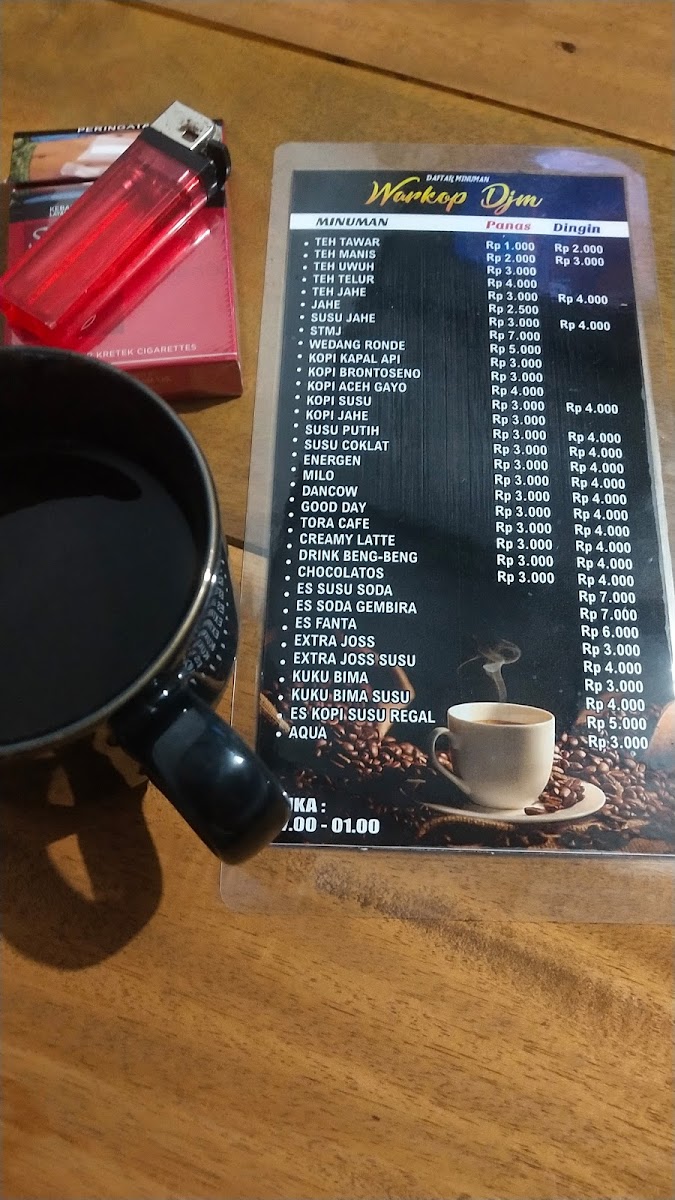 PERINGATA
KRETEK CIGARETTES
DAFTAR MINUMAN
Warkop Djm
MINUMAN Panas Dingin
• TEH TAWAR Rp 1.000 Rp 2.000
• TEH MANIS Rp 2.000 Rp 3.000
• TEH UWUH Rp 3.000
• TEH TELUR Rp 4.000
• TEH JAHE Rp 3.000 Rp 4.000
• JAHE Rp 2.500
• SUSU JAHE Rp 3.000 Rp 4.000
• STMJ Rp 7.000
• WEDANG RONDE Rp 5.000
• KOPI KAPAL API Rp 3.000
• KOPI BRONTOSENO Rp 3.000
• KOPI ACEH GAYO Rp 4.000
• KOPI SUSU Rp 3.000 Rp 4.000
• KOPI JAHE Rp 3.000
• SUSU PUTIH Rp 3.000 Rp 4.000
• SUSU COKLAT Rp 3.000 Rp 4.000
• ENERGEN Rp 3.000 Rp 4.000
• MILO Rp 3.000 Rp 4.000
• DANCOW Rp 3.000 Rp 4.000
• GOOD DAY Rp 3.000 Rp 4.000
• TORA CAFE Rp 3.000 Rp 4.000
• CREAMY LATTE Rp 3.000 Rp 4.000
• DRINK BENG-BENG Rp 3.000 Rp 4.000
• CHOCOLATOS Rp 3.000 Rp 4.000
• ES SUSU SODA Rp 7.000
• ES SODA GEMBIRA Rp 7.000
• ES FANTA Rp 6.000
• EXTRA JOSS Rp 3.000
• EXTRA JOSS SUSU Rp 4.000
• KUKU BIMA Rp 3.000
• KUKU BIMA SUSU Rp 4.000
• ES KOPI SUSU REGAL Rp 5.000
• AQUA Rp 3.000
UKA :
.00 - 01.00